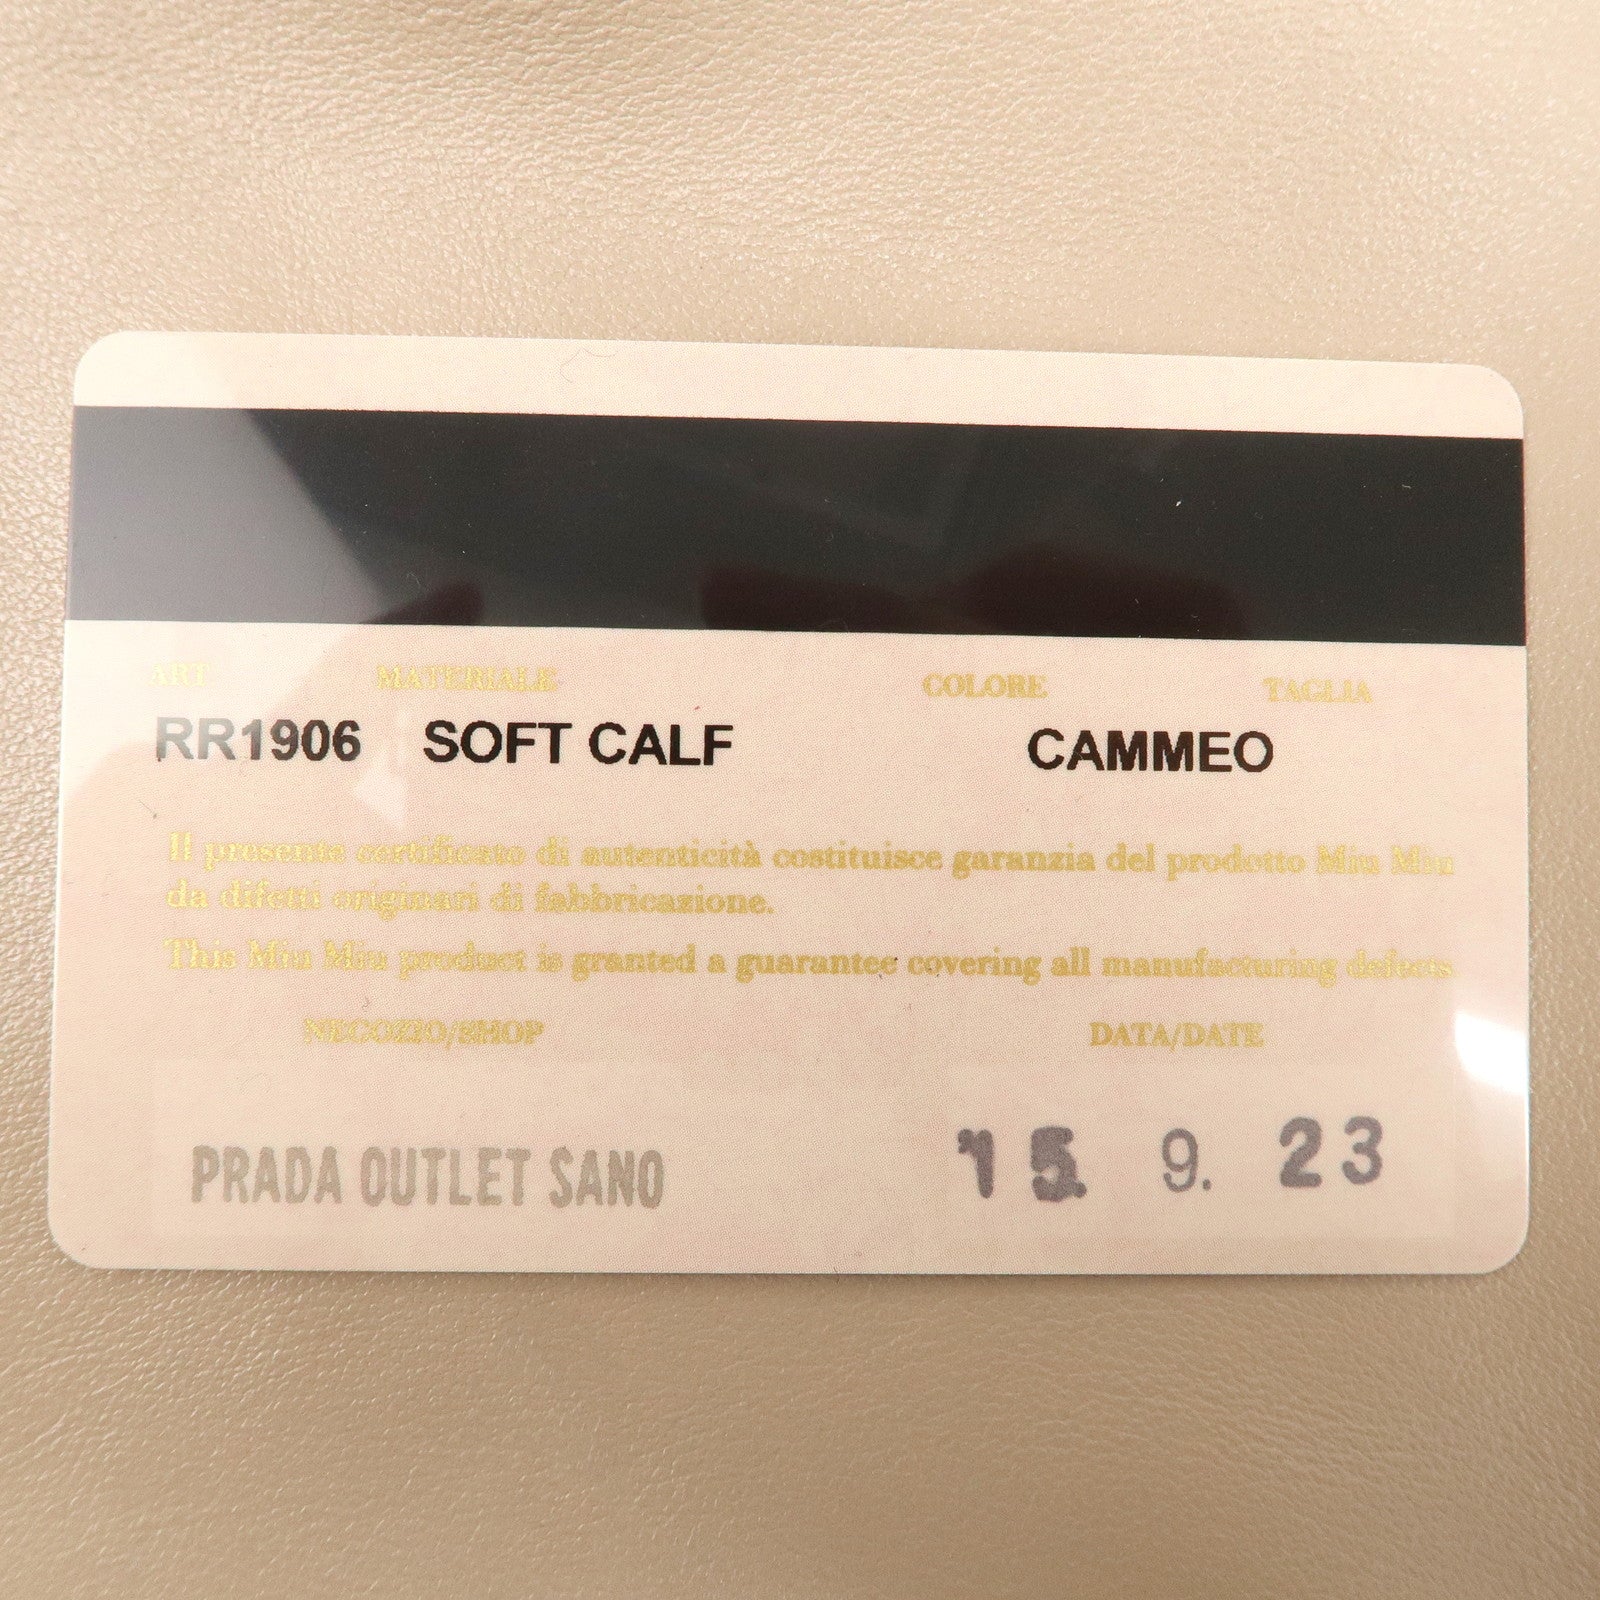 ART MATERIALE COLORE TAGLIA
RR1906 SOFT CALF CAMMEO
Il presente certificato di autenticità costituisce garanzia del prodotto Miu Miu
da difetti originari di fabbricazione.
This Miu Miu product is granted a guarantee covering all manufacturing defects.
NEGOZIO/SHOP DATA/DATE
PRADA OUTLET SANO 15. 9. 23